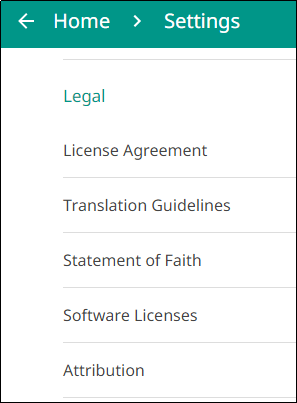 Home > Settings
Legal
License Agreement
Translation Guidelines
Statement of Faith
Software Licenses
Attribution